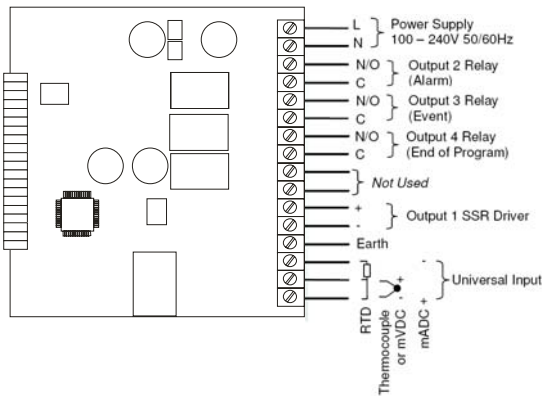 L
Power Supply
N
100 – 240V 50/60Hz
N/O
Output 2 Relay
C
(Alarm)
N/O
Output 3 Relay
C
(Event)
N/O
Output 4 Relay
C
(End of Program)
Not Used
+
Output 1 SSR Driver
-
Earth
-
+
Universal Input
-
+
RTD
Thermocouple
or mVDC
mADC